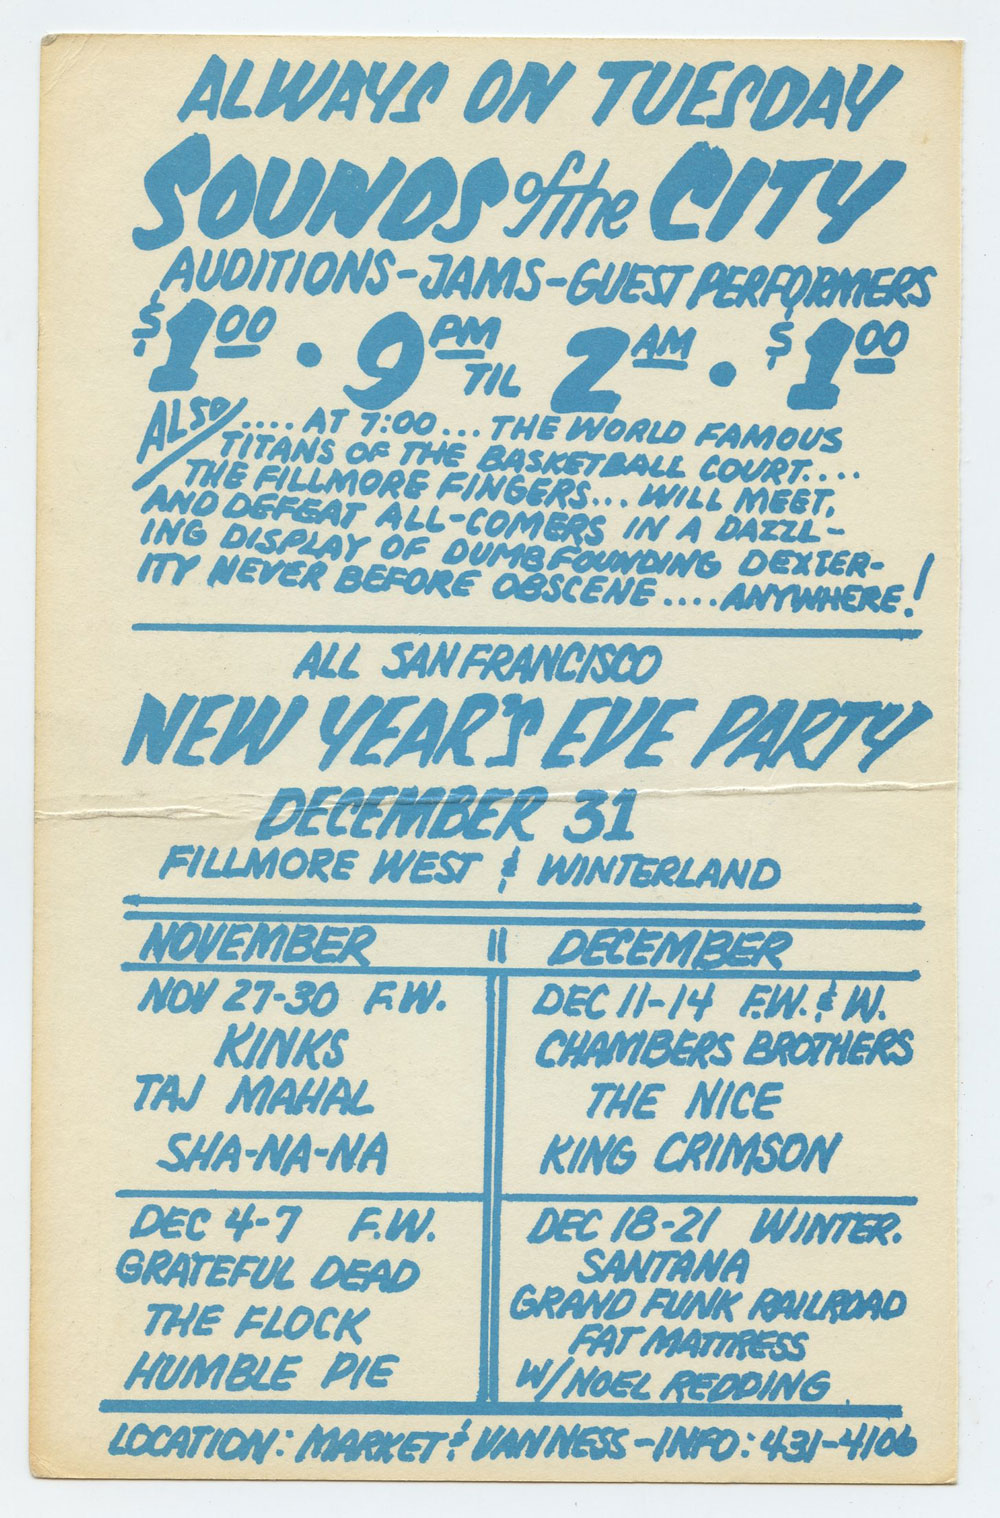 ALWAYS ON TUESDAY
SOUNDS of the CITY
AUDITIONS-JAMS-GUEST PERFORMERS
$1.00 • 9 PM TIL 2 AM • $1.00
ALSO.... AT 7:00... THE WORLD FAMOUS
TITANS OF THE BASKETBALL COURT....
THE FILLMORE FINGERS... WILL MEET,
AND DEFEAT ALL-COMERS IN A DAZZL-
ING DISPLAY OF DUMBFOUNDING DEXTER-
ITY NEVER BEFORE OBSCENE ....ANYWHERE!
ALL SAN FRANCISCO
NEW YEAR'S EVE PARTY
DECEMBER 31
FILLMORE WEST & WINTERLAND
NOVEMBER || DECEMBER
NOV 27-30 F.W.
KINKS
TAJ MAHAL
SHA-NA-NA
DEC 4-7 F.W.
GRATEFUL DEAD
THE FLOCK
HUMBLE PIE
DEC 11-14 F.W. & W.
CHAMBERS BROTHERS
THE NICE
KING CRIMSON
DEC 18-21 WINTER.
SANTANA
GRAND FUNK RAILROAD
FAT MATTRESS
W/NOEL REDDING
LOCATION: MARKET & VAN NESS - INFO: 431-4106